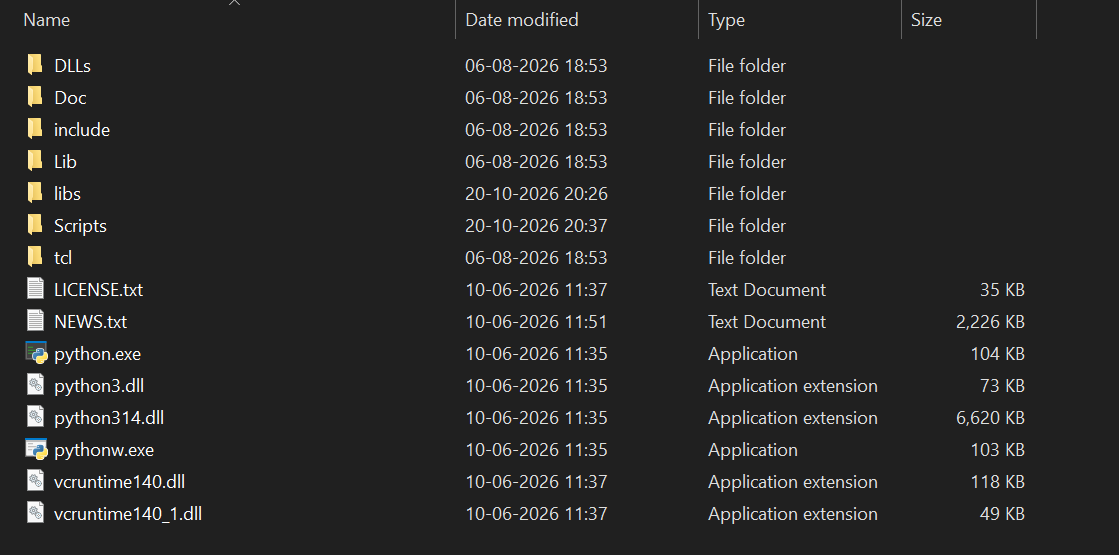 Name Date modified Type Size
DLLs 06-08-2026 18:53 File folder
Doc 06-08-2026 18:53 File folder
include 06-08-2026 18:53 File folder
Lib 06-08-2026 18:53 File folder
libs 20-10-2026 20:26 File folder
Scripts 20-10-2026 20:37 File folder
tcl 06-08-2026 18:53 File folder
LICENSE.txt 10-06-2026 11:37 Text Document 35 KB
NEWS.txt 10-06-2026 11:51 Text Document 2,226 KB
python.exe 10-06-2026 11:35 Application 104 KB
python3.dll 10-06-2026 11:35 Application extension 73 KB
python314.dll 10-06-2026 11:35 Application extension 6,620 KB
pythonw.exe 10-06-2026 11:35 Application 103 KB
vcruntime140.dll 10-06-2026 11:37 Application extension 118 KB
vcruntime140_1.dll 10-06-2026 11:37 Application extension 49 KB